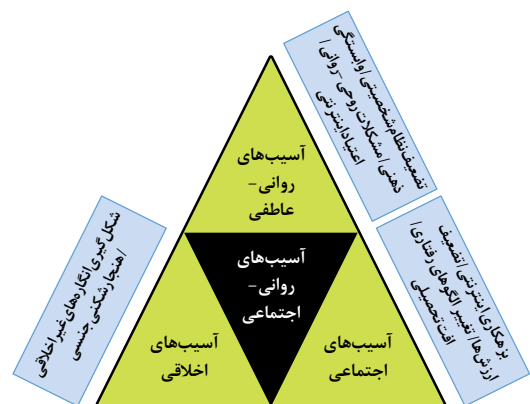 آسیب‌های
روانی-
عاطفی
آسیب‌های
روانی-
اجتماعی
آسیب‌های
اخلاقی
آسیب‌های
اجتماعی
تضعیف نظام شخصیتی/ وابستگی
ذهنی/ مشکلات روحی- روانی/
اعتیاد اینترنتی
بزهکاری اینترنتی/ تضعیف
ارزش‌ها/ تغییر الگوهای رفتاری/
افت تحصیلی
شکل‌گیری انگاره‌های غیر اخلاقی
/هنجارشکنی جنسی